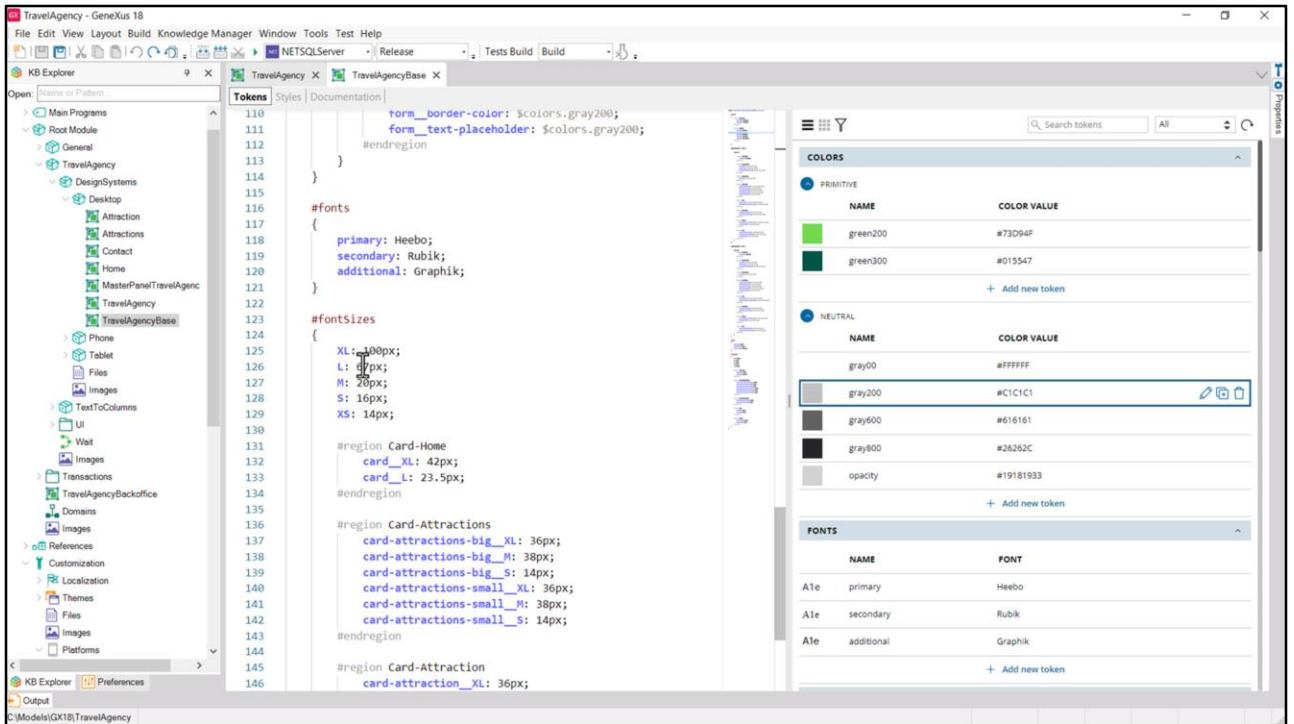 GX TravelAgency - GeneXus 18
File Edit View Layout Build Knowledge Manager Window Tools Test Help
NETSQLServer Release Tests Build Build
KB Explorer
Open: Name or Pattern...
Main Programs
Root Module
General
TravelAgency
DesignSystems
Desktop
Attraction
Attractions
Contact
Home
MasterPanelTravelAgenc
TravelAgency
TravelAgencyBase
Phone
Tablet
Files
Images
TextToColumns
UI
Wait
Images
Transactions
TravelAgencyBackoffice
Domains
Images
References
Customization
Localization
Themes
Files
Images
Platforms
KB Explorer Preferences
Output
C:\Models\GX18\TravelAgency
TravelAgency TravelAgencyBase
Tokens Styles Documentation
110 form__border-color: $colors.gray200;
111 form__text-placeholder: $colors.gray200;
112 #endregion
113 }
114 }
115
116 #fonts
117 {
118 primary: Heebo;
119 secondary: Rubik;
120 additional: Graphik;
121 }
122
123 #fontSizes
124 {
125 XL: 100px;
126 L: 67px;
127 M: 20px;
128 S: 16px;
129 XS: 14px;
130
131 #region Card-Home
132 card__XL: 42px;
133 card__L: 23.5px;
134 #endregion
135
136 #region Card-Attractions
137 card-attractions-big__XL: 36px;
138 card-attractions-big__M: 38px;
139 card-attractions-big__S: 14px;
140 card-attractions-small__XL: 36px;
141 card-attractions-small__M: 38px;
142 card-attractions-small__S: 14px;
143 #endregion
144
145 #region Card-Attraction
146 card-attraction__XL: 36px;
Search tokens All
COLORS
PRIMITIVE
NAME COLOR VALUE
green200 #73D94F
green300 #015547
+ Add new token
NEUTRAL
NAME COLOR VALUE
gray00 #FFFFFF
gray200 #C1C1C1
gray600 #616161
gray800 #26262C
opacity #19181933
+ Add new token
FONTS
NAME FONT
A1e primary Heebo
A1e secondary Rubik
A1e additional Graphik
+ Add new token
Properties